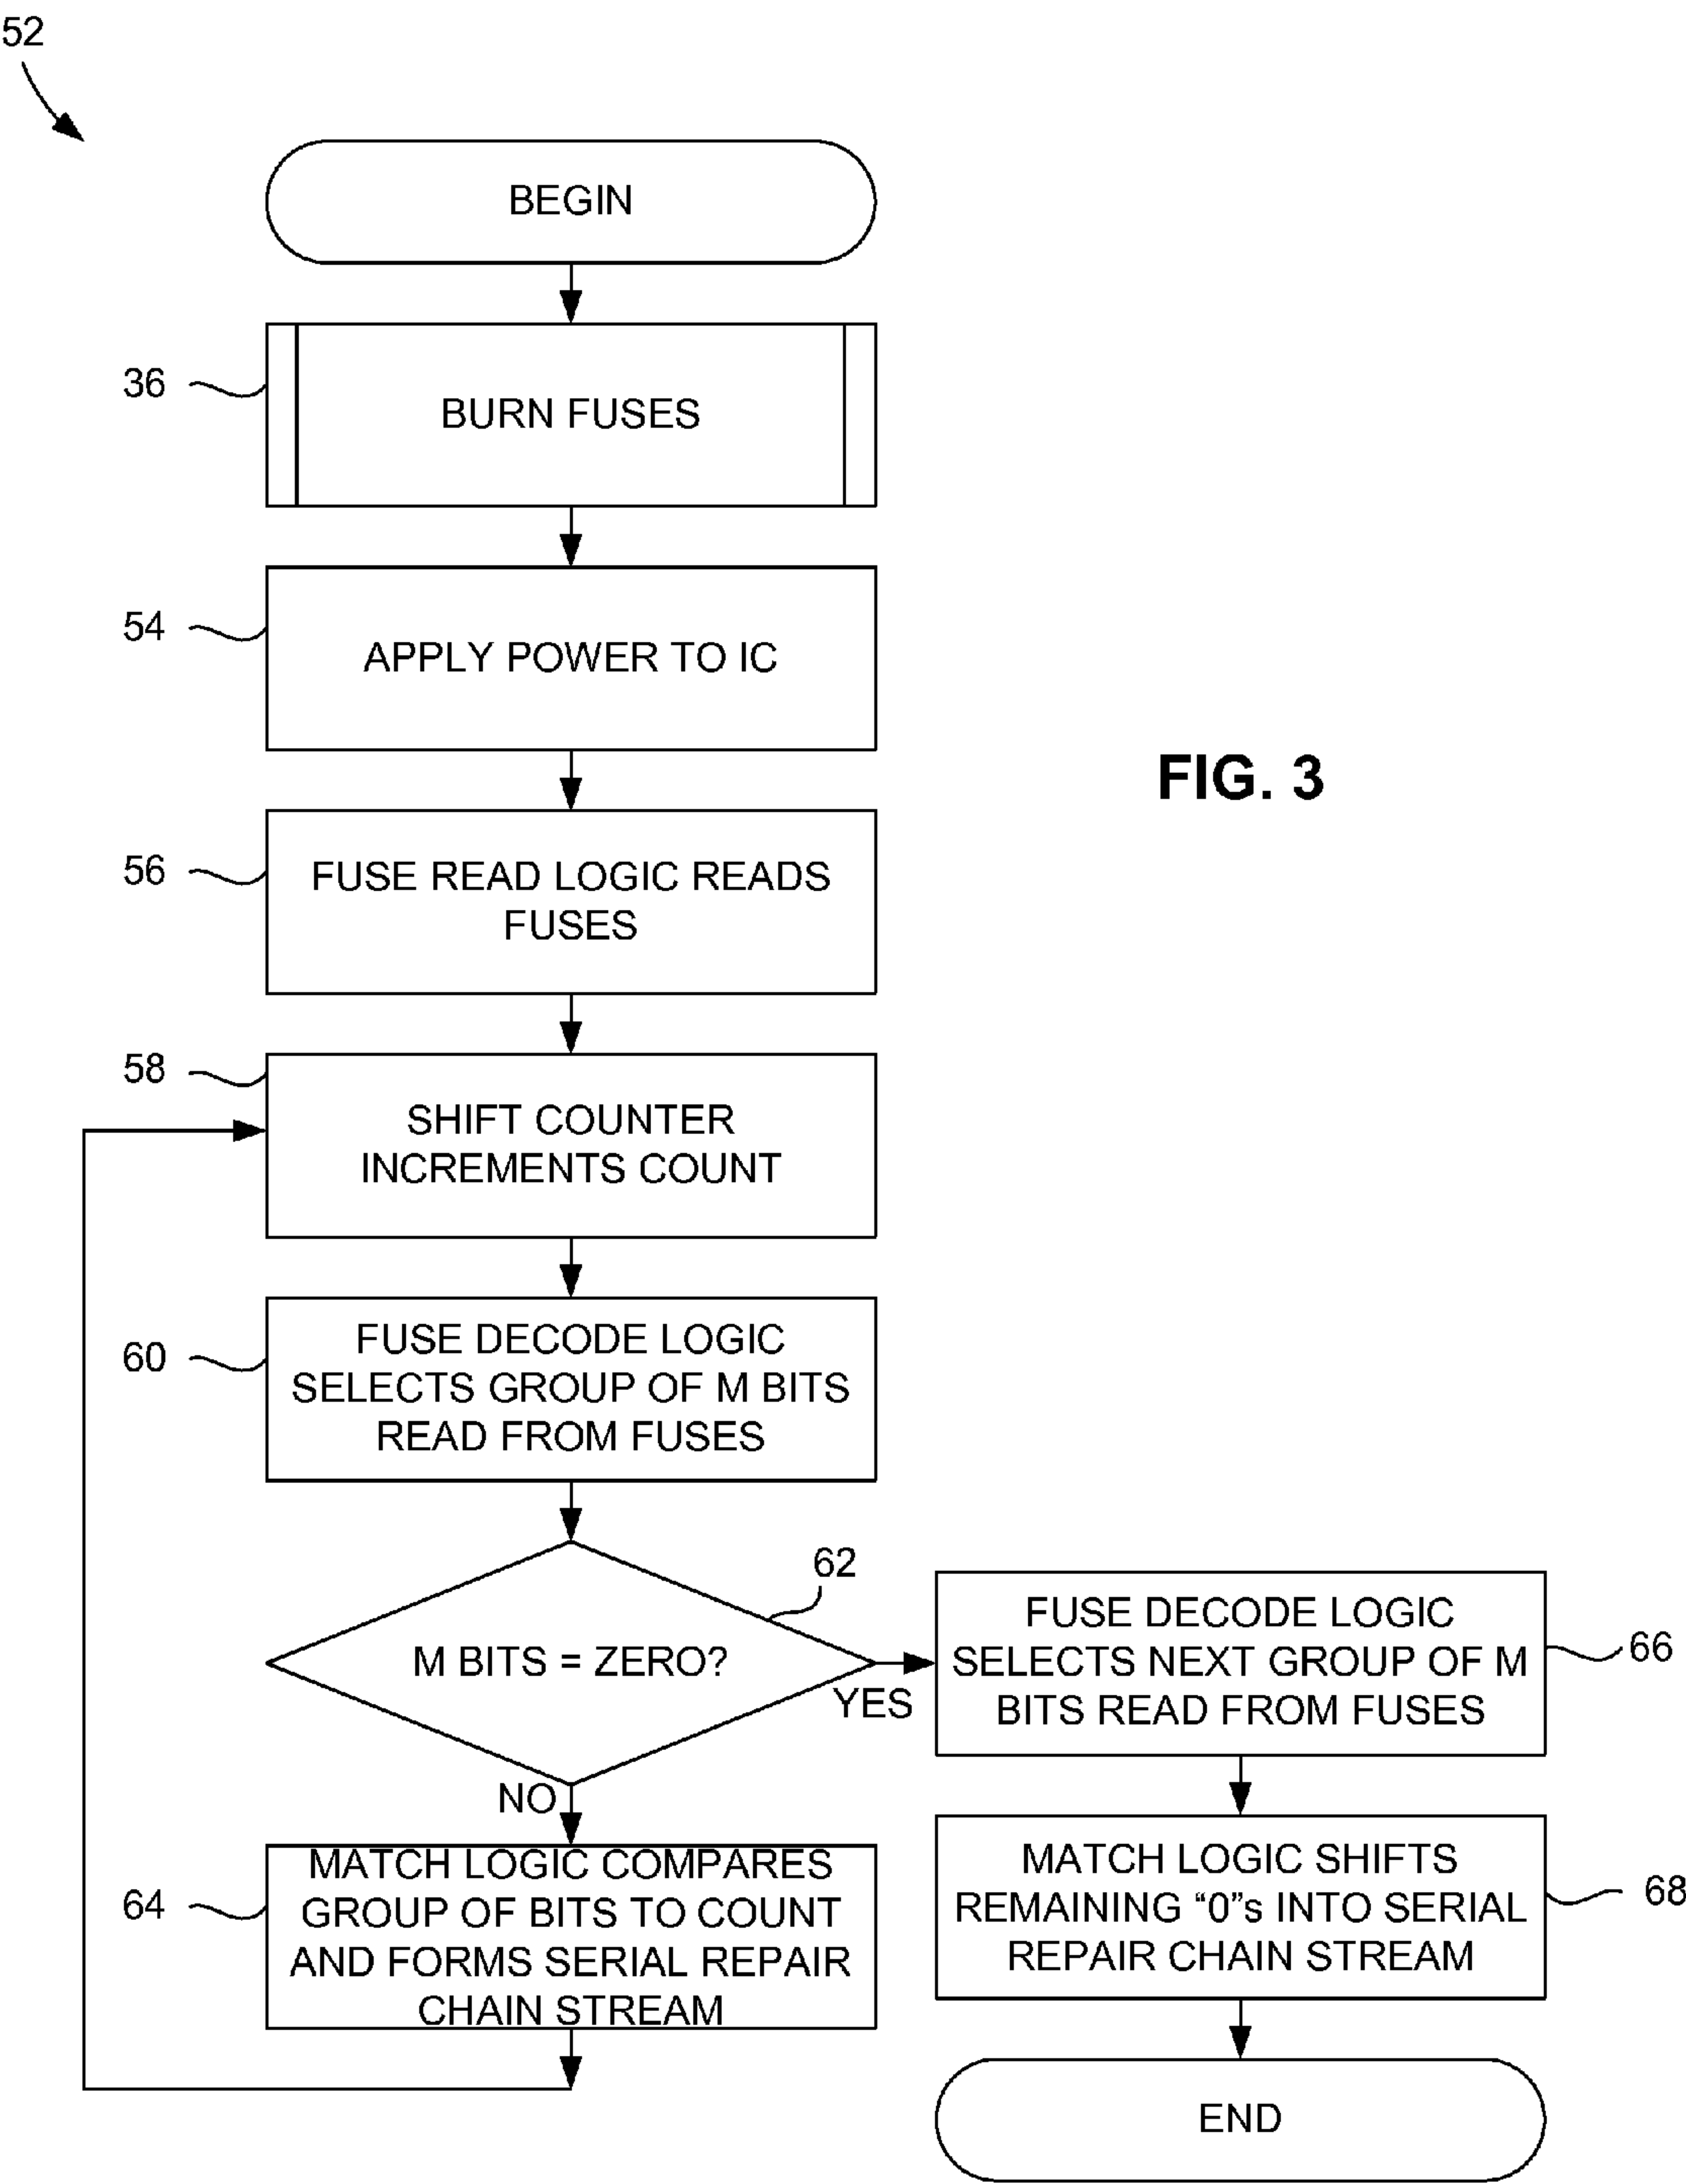 52
BEGIN
36
BURN FUSES
54
APPLY POWER TO IC
FIG. 3
56
FUSE READ LOGIC READS
FUSES
58
SHIFT COUNTER
INCREMENTS COUNT
60
FUSE DECODE LOGIC
SELECTS GROUP OF M BITS
READ FROM FUSES
62
M BITS = ZERO?
YES
NO
FUSE DECODE LOGIC
SELECTS NEXT GROUP OF M
BITS READ FROM FUSES
66
64
MATCH LOGIC COMPARES
GROUP OF BITS TO COUNT
AND FORMS SERIAL REPAIR
CHAIN STREAM
MATCH LOGIC SHIFTS
REMAINING “0”s INTO SERIAL
REPAIR CHAIN STREAM
68
END